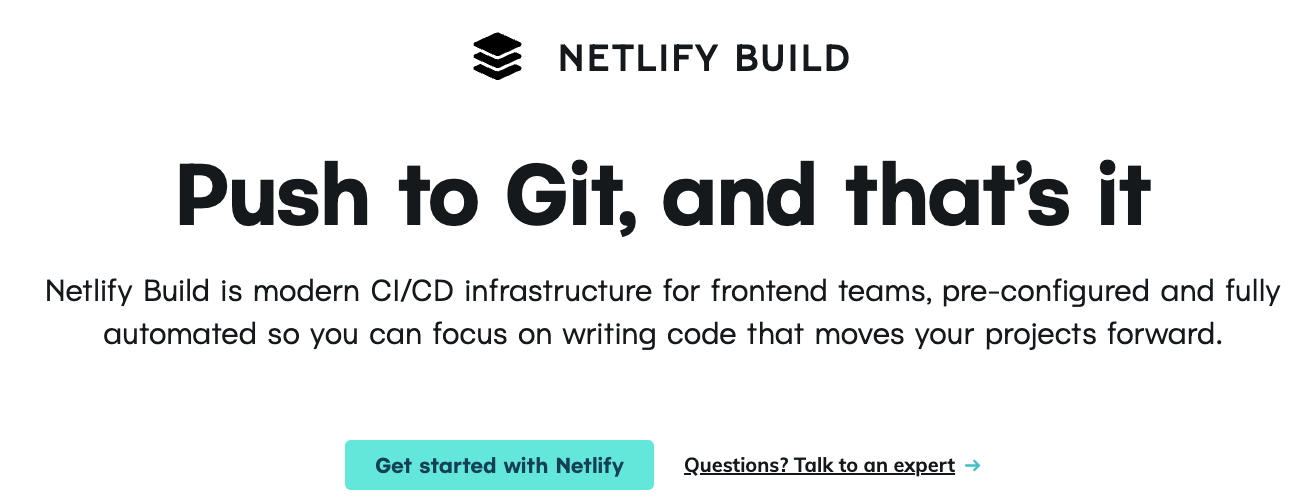 NETLIFY BUILD
Push to Git, and that’s it
Netlify Build is modern CI/CD infrastructure for frontend teams, pre-configured and fully
automated so you can focus on writing code that moves your projects forward.
Get started with Netlify
Questions? Talk to an expert →